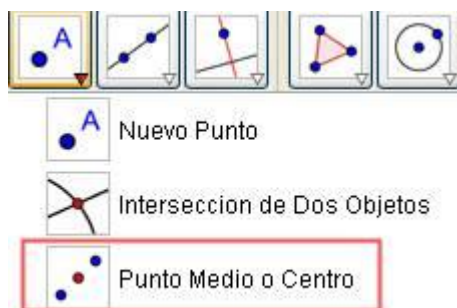 A
A Nuevo Punto
Interseccion de Dos Objetos
Punto Medio o Centro